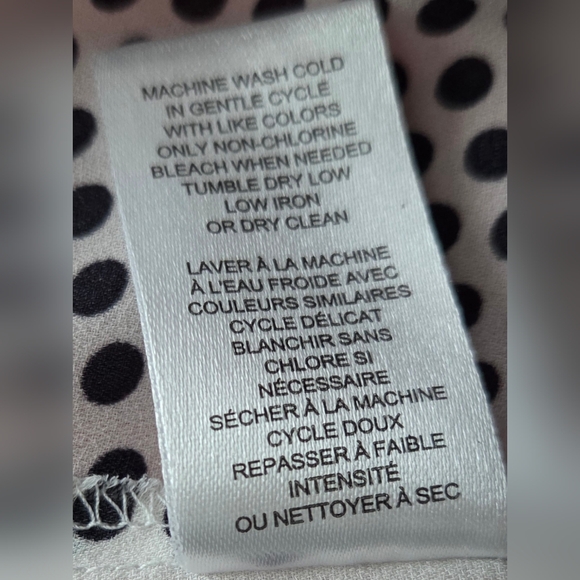 MACHINE WASH COLD
IN GENTLE CYCLE
WITH LIKE COLORS
ONLY NON-CHLORINE
BLEACH WHEN NEEDED
TUMBLE DRY LOW
LOW IRON
OR DRY CLEAN
LAVER À LA MACHINE
À L'EAU FROIDE AVEC
COULEURS SIMILAIRES
CYCLE DÉLICAT
BLANCHIR SANS
CHLORE SI
NÉCESSAIRE
SÉCHER À LA MACHINE
CYCLE DOUX
REPASSER À FAIBLE
INTENSITÉ
OU NETTOYER À SEC